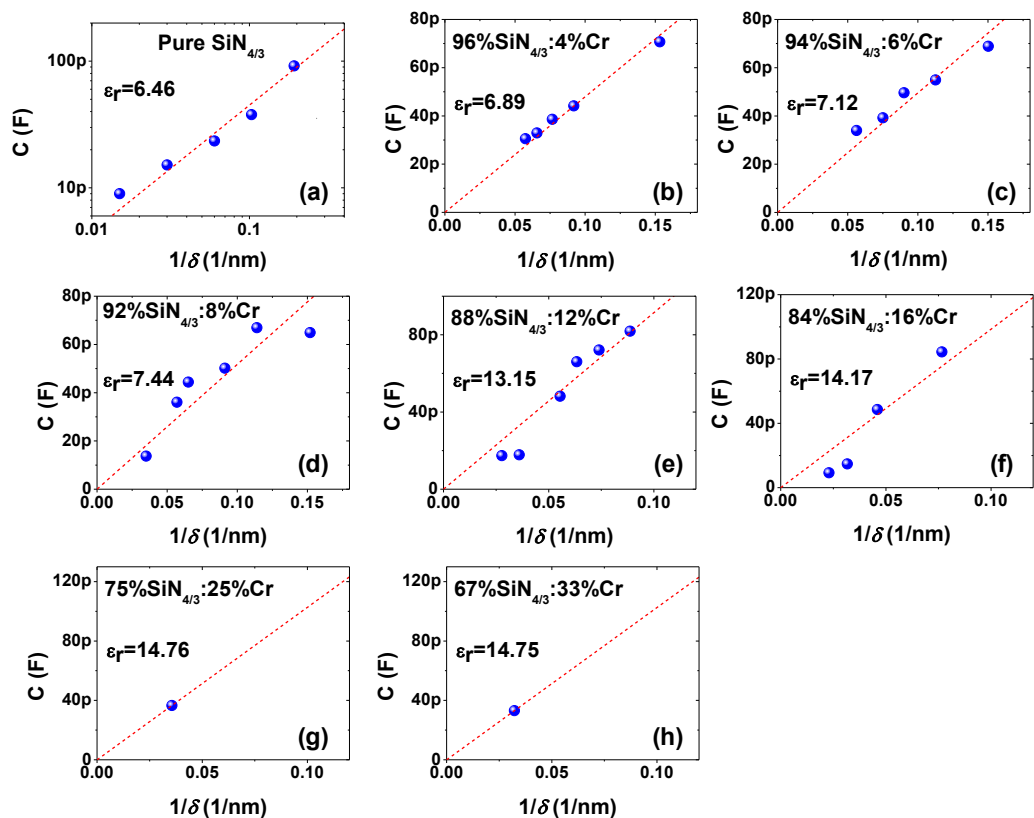 Pure SiN4/3
100p
εr=6.46
C (F)
10p
(a)
0.01
0.1
1/δ (1/nm)
80p
96%SiN4/3:4%Cr
60p
εr=6.89
C (F)
40p
20p
(b)
0
0.00
0.05
0.10
0.15
1/δ (1/nm)
80p
94%SiN4/3:6%Cr
60p
εr=7.12
C (F)
40p
20p
(c)
0
0.00
0.05
0.10
0.15
1/δ (1/nm)
80p
92%SiN4/3:8%Cr
60p
εr=7.44
C (F)
40p
20p
(d)
0
0.00
0.05
0.10
0.15
1/δ (1/nm)
88%SiN4/3:12%Cr
80p
εr=13.15
C (F)
40p
(e)
0
0.00
0.05
0.10
1/δ (1/nm)
120p
84%SiN4/3:16%Cr
80p
εr=14.17
C (F)
40p
(f)
0
0.00
0.05
0.10
1/δ (1/nm)
120p
75%SiN4/3:25%Cr
80p
εr=14.76
C (F)
40p
(g)
0
0.00
0.05
0.10
1/δ (1/nm)
120p
67%SiN4/3:33%Cr
80p
εr=14.75
C (F)
40p
(h)
0
0.00
0.05
0.10
1/δ (1/nm)